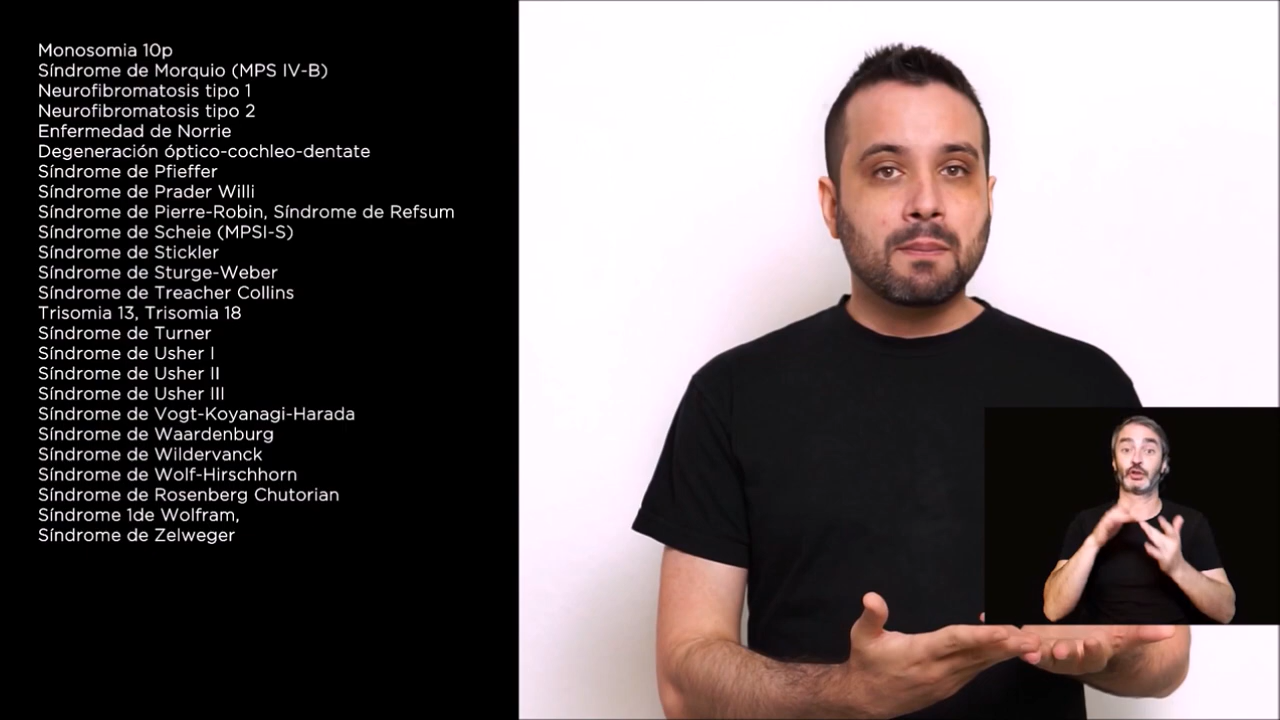 Monosomia 10p
Síndrome de Morquio (MPS IV-B)
Neurofibromatosis tipo 1
Neurofibromatosis tipo 2
Enfermedad de Norrie
Degeneración óptico-cochleo-dentate
Síndrome de Pfieffer
Síndrome de Prader Willi
Síndrome de Pierre-Robin, Síndrome de Refsum
Síndrome de Scheie (MPSI-S)
Síndrome de Stickler
Síndrome de Sturge-Weber
Síndrome de Treacher Collins
Trisomia 13, Trisomia 18
Síndrome de Turner
Síndrome de Usher I
Síndrome de Usher II
Síndrome de Usher III
Síndrome de Vogt-Koyanagi-Harada
Síndrome de Waardenburg
Síndrome de Wildervanck
Síndrome de Wolf-Hirschhorn
Síndrome de Rosenberg Chutorian
Síndrome 1de Wolfram,
Síndrome de Zelweger